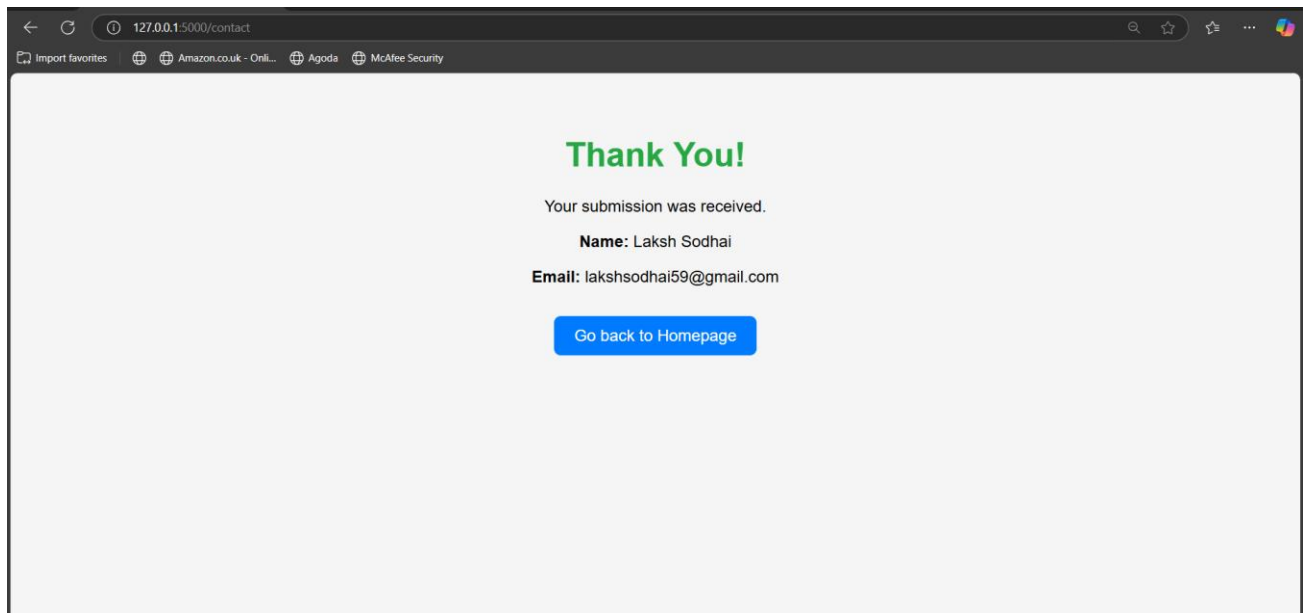 127.0.0.1:5000/contact
Import favorites
Amazon.co.uk - Onli...
Agoda
McAfee Security
Thank You!
Your submission was received.
Name: Laksh Sodhai
Email: lakshsodhai59@gmail.com
Go back to Homepage